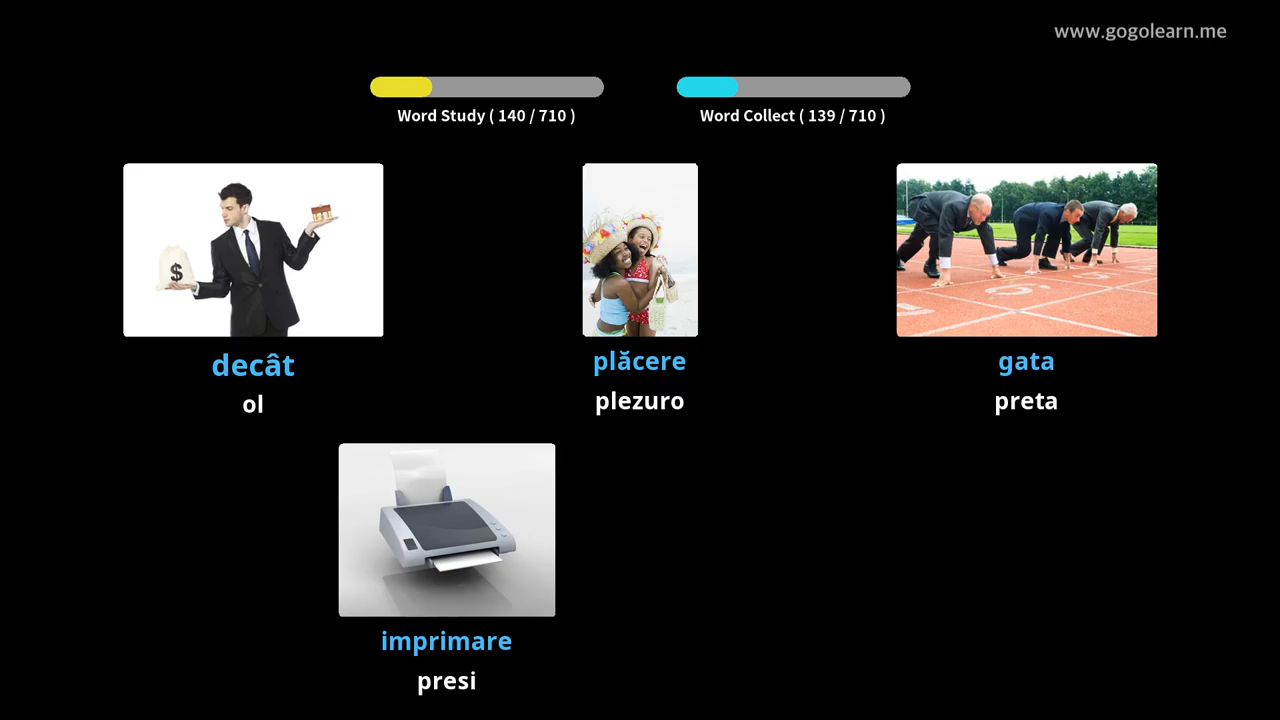 www.gogolearn.me
Word Study ( 140 / 710 )
Word Collect ( 139 / 710 )
$
decât
plăcere
gata
ol
plezuro
preta
imprimare
presi